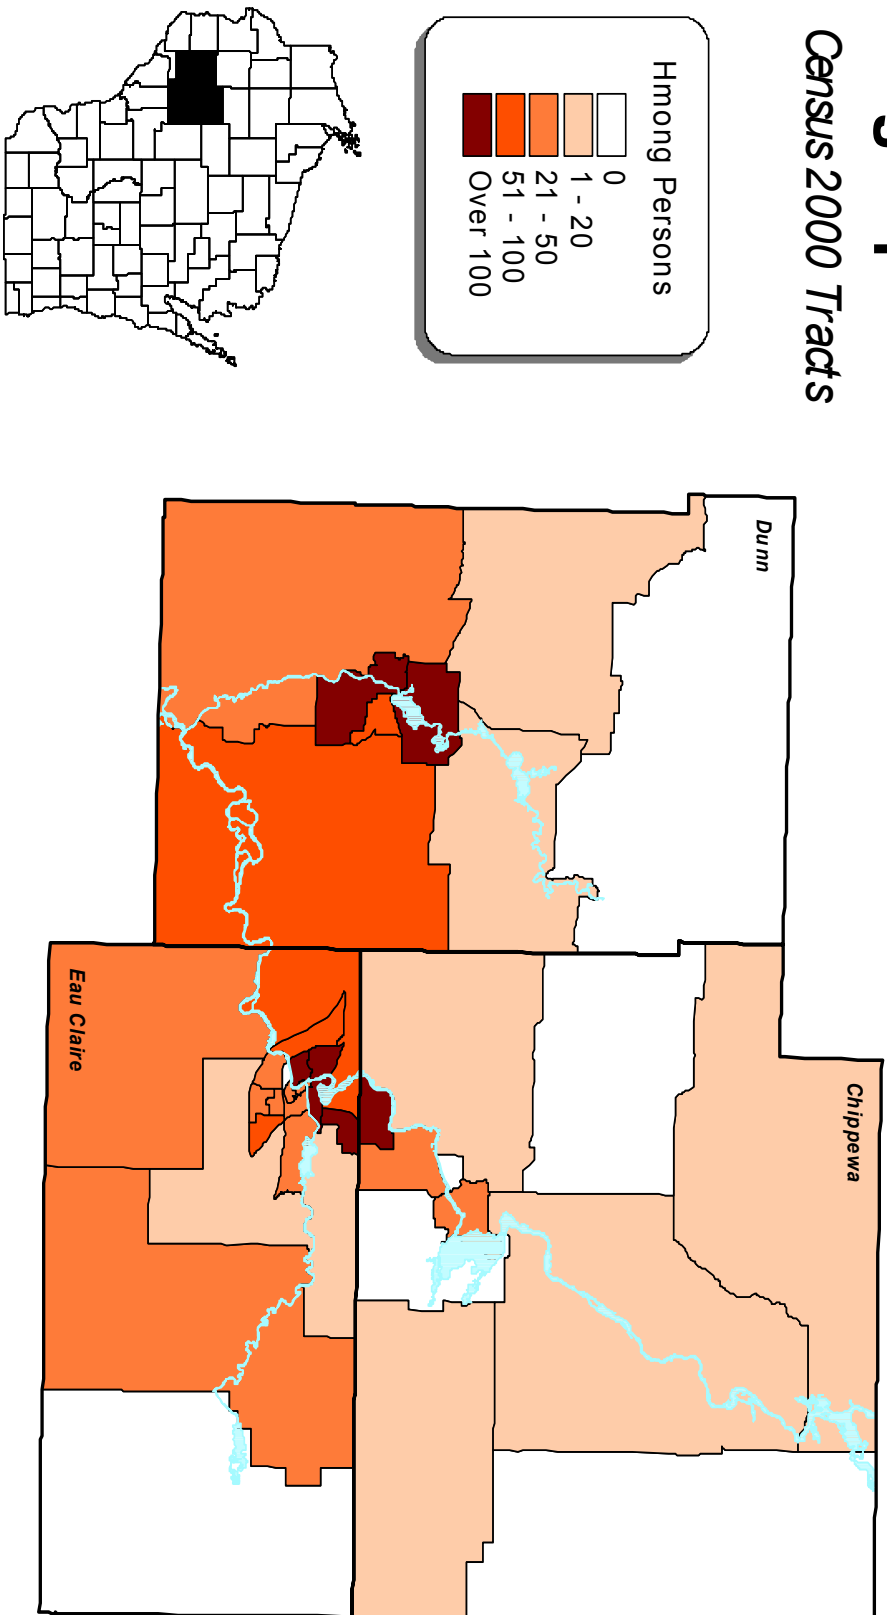 Census 2000 Tracts
Hmong Persons
0
1 - 20
21 - 50
51 - 100
Over 100
Dunn
Chippewa
Eau Claire